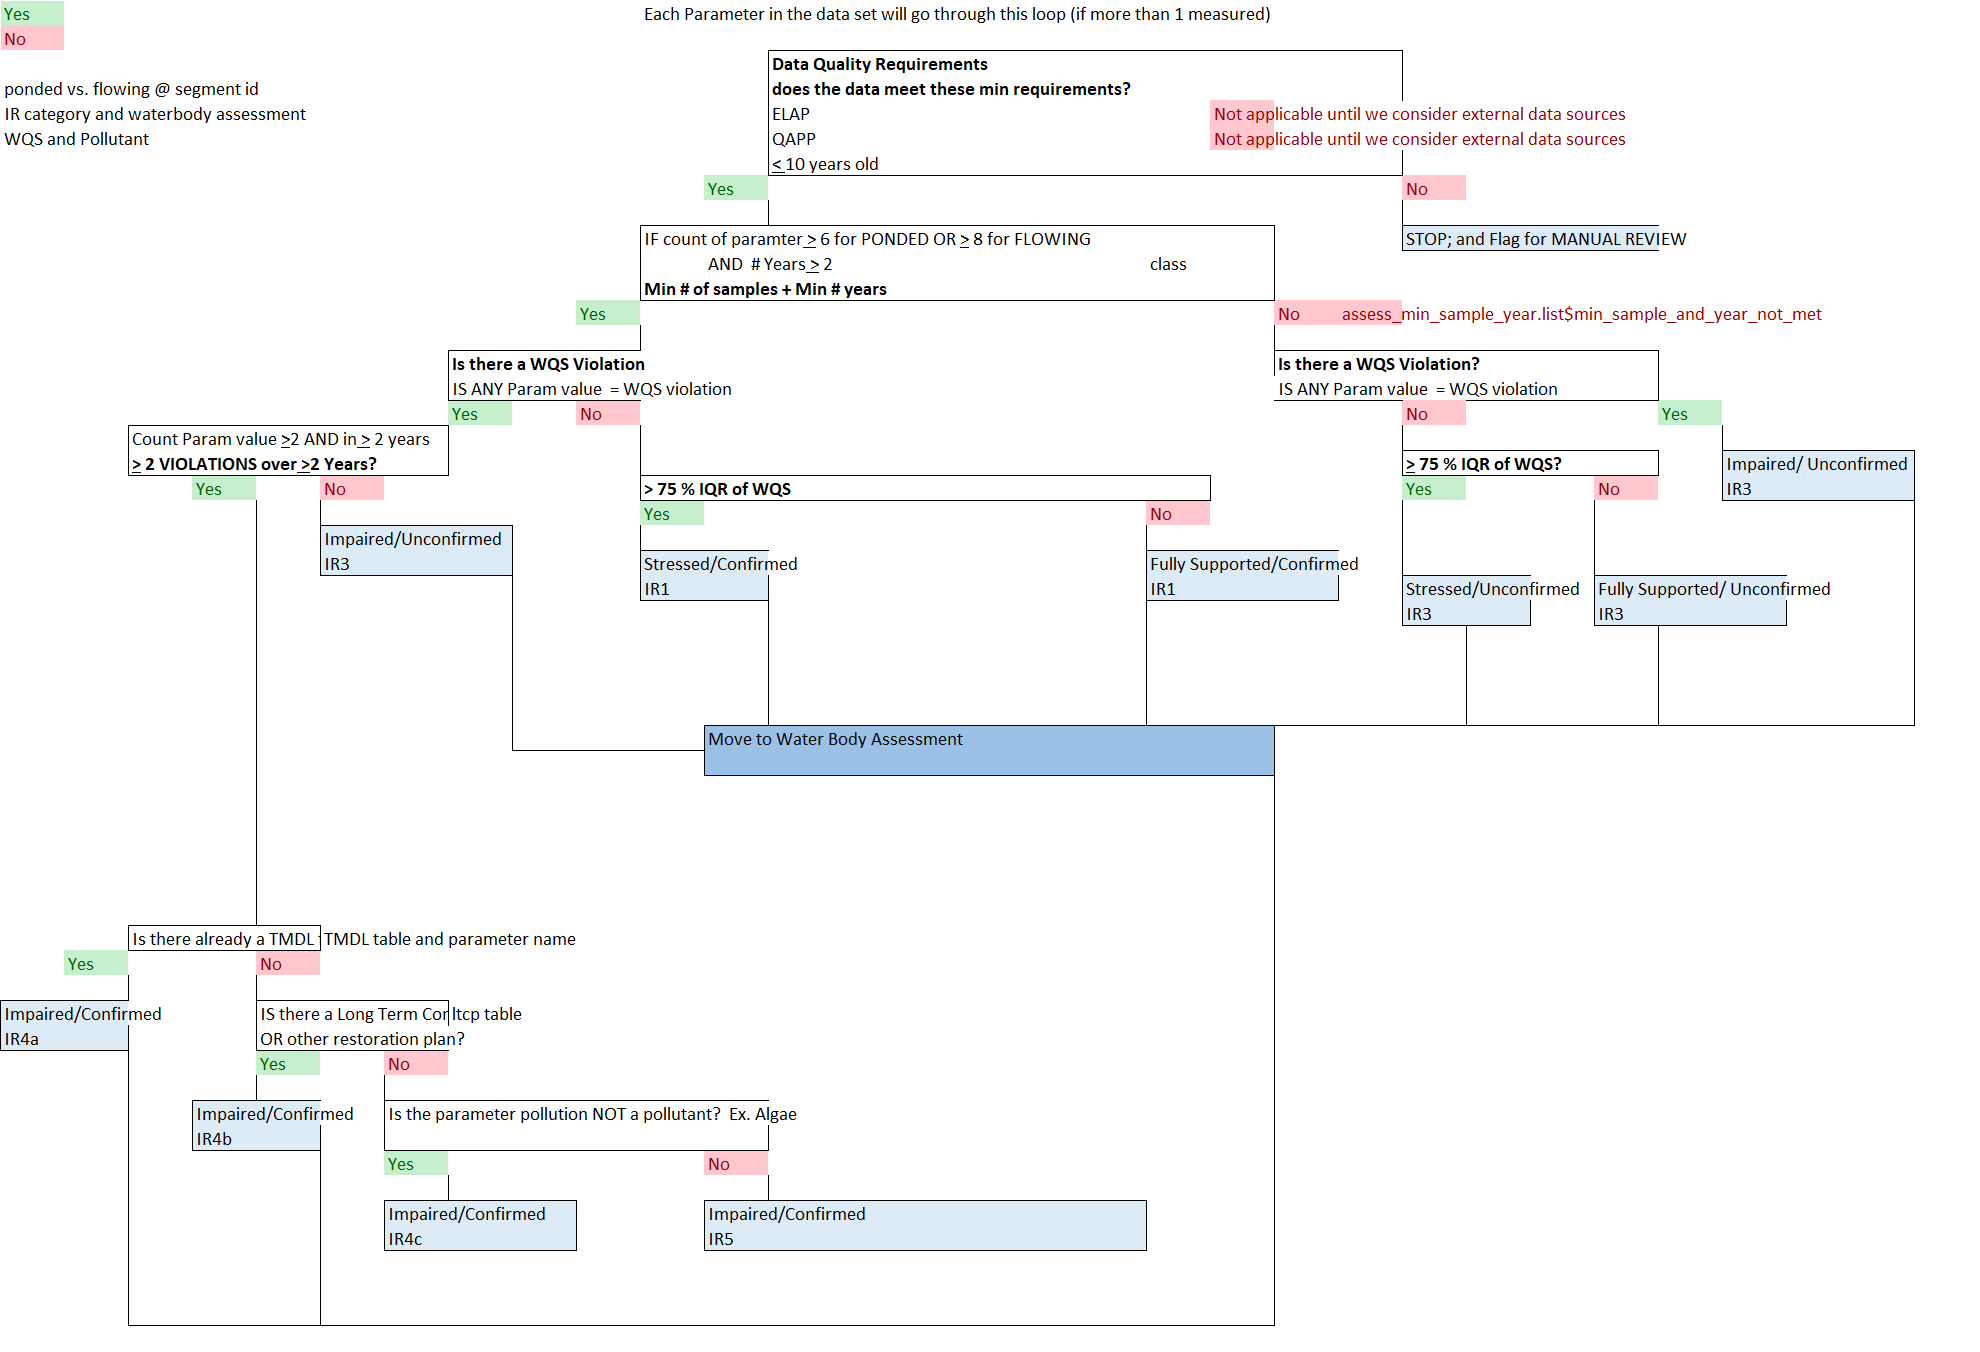 Yes
Each Parameter in the data set will go through this loop (if more than 1 measured)
No
Data Quality Requirements
ponded vs. flowing @ segment id
does the data meet these min requirements?
IR category and waterbody assessment
ELAP
Not applicable until we consider external data sources
WQS and Pollutant
QAPP
Not applicable until we consider external data sources
< 10 years old
Yes
No
IF count of paramter > 6 for PONDED OR > 8 for FLOWING
STOP; and Flag for MANUAL REVIEW
AND # Years > 2
class
Min # of samples + Min # years
Yes
No
assess_min_sample_year.list$min_sample_and_year_not_met
Is there a WQS Violation
Is there a WQS Violation?
IS ANY Param value = WQS violation
IS ANY Param value = WQS violation
Yes
No
No
Yes
Count Param value >2 AND in > 2 years
> 2 VIOLATIONS over >2 Years?
> 75 % IQR of WQS?
Impaired/ Unconfirmed
IR3
Yes
No
> 75 % IQR of WQS
Yes
No
Yes
No
Impaired/Unconfirmed
IR3
Stressed/Confirmed
IR1
Fully Supported/Confirmed
IR1
Stressed/Unconfirmed
IR3
Fully Supported/ Unconfirmed
IR3
Move to Water Body Assessment
Is there already a TMDL
TMDL table and parameter name
Yes
No
Impaired/Confirmed
IR4a
IS there a Long Term Cor
ltcp table
OR other restoration plan?
Yes
No
Impaired/Confirmed
IR4b
Is the parameter pollution NOT a pollutant? Ex. Algae
Yes
No
Impaired/Confirmed
IR4c
Impaired/Confirmed
IR5